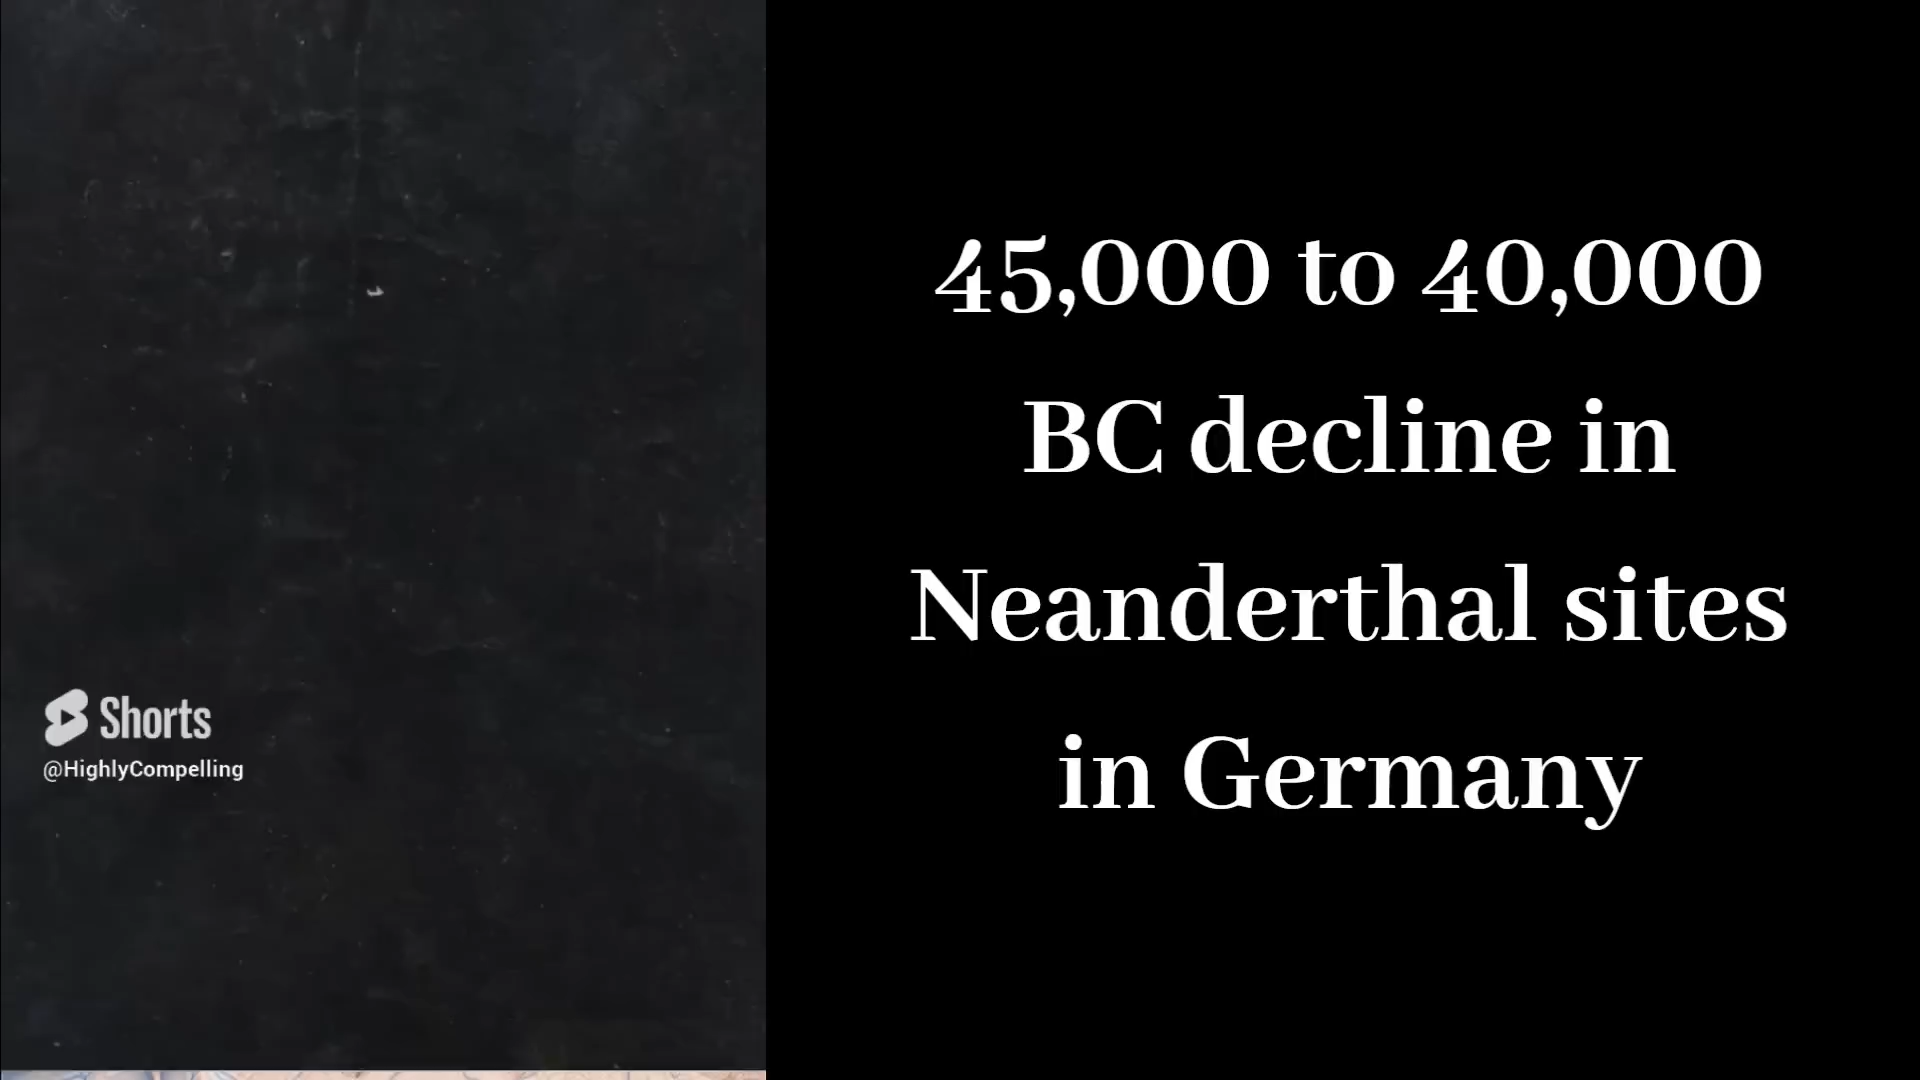 45,000 to 40,000
BC decline in
Neanderthal sites
in Germany
Shorts
@HighlyCompelling